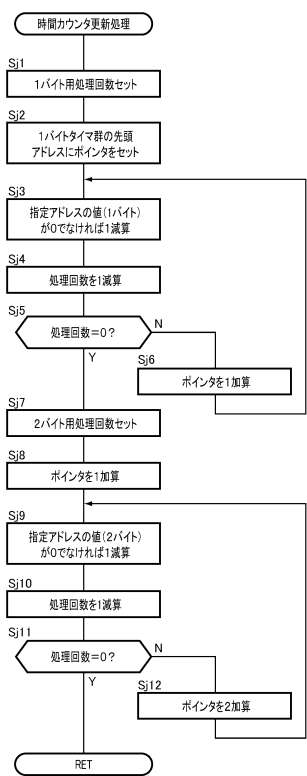 時間カウンタ更新処理
Sj1
1バイト用処理回数セット
Sj2
1バイトタイマ群の先頭
アドレスにポインタをセット
Sj3
指定アドレスの値(1バイト)
が0でなければ1減算
Sj4
処理回数を1減算
Sj5
処理回数=0?
N
Y
Sj6
ポインタを1加算
Sj7
2バイト用処理回数セット
Sj8
ポインタを1加算
Sj9
指定アドレスの値(2バイト)
が0でなければ1減算
Sj10
処理回数を1減算
Sj11
処理回数=0?
N
Y
Sj12
ポインタを2加算
RET